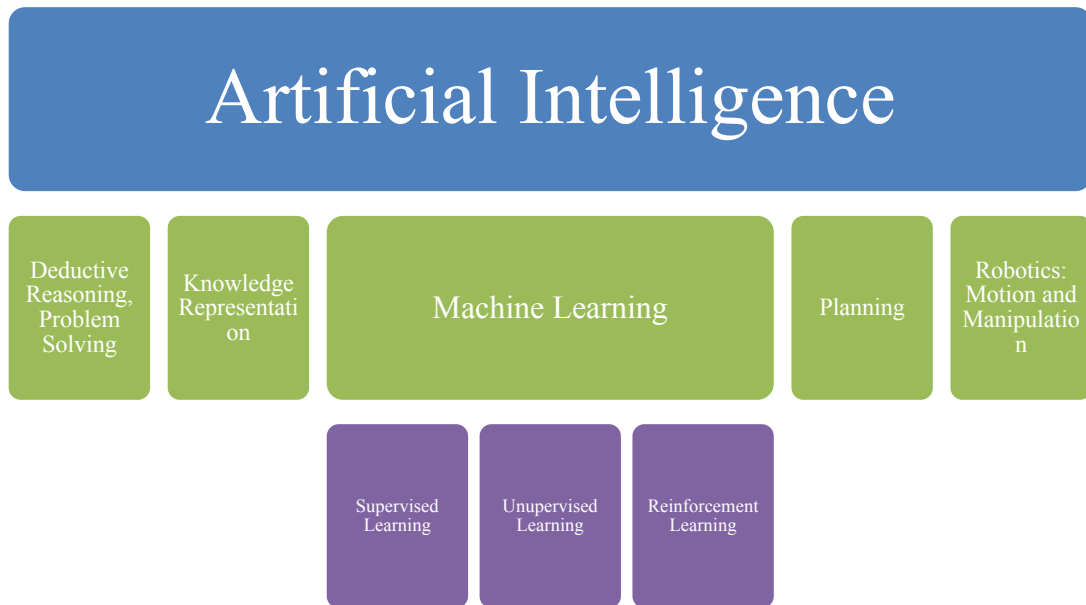 Artificial Intelligence
Deductive
Reasoning,
Problem
Solving
Knowledge
Representati
on
Machine Learning
Planning
Robotics:
Motion and
Manipulatio
n
Supervised
Learning
Unupervised
Learning
Reinforcement
Learning